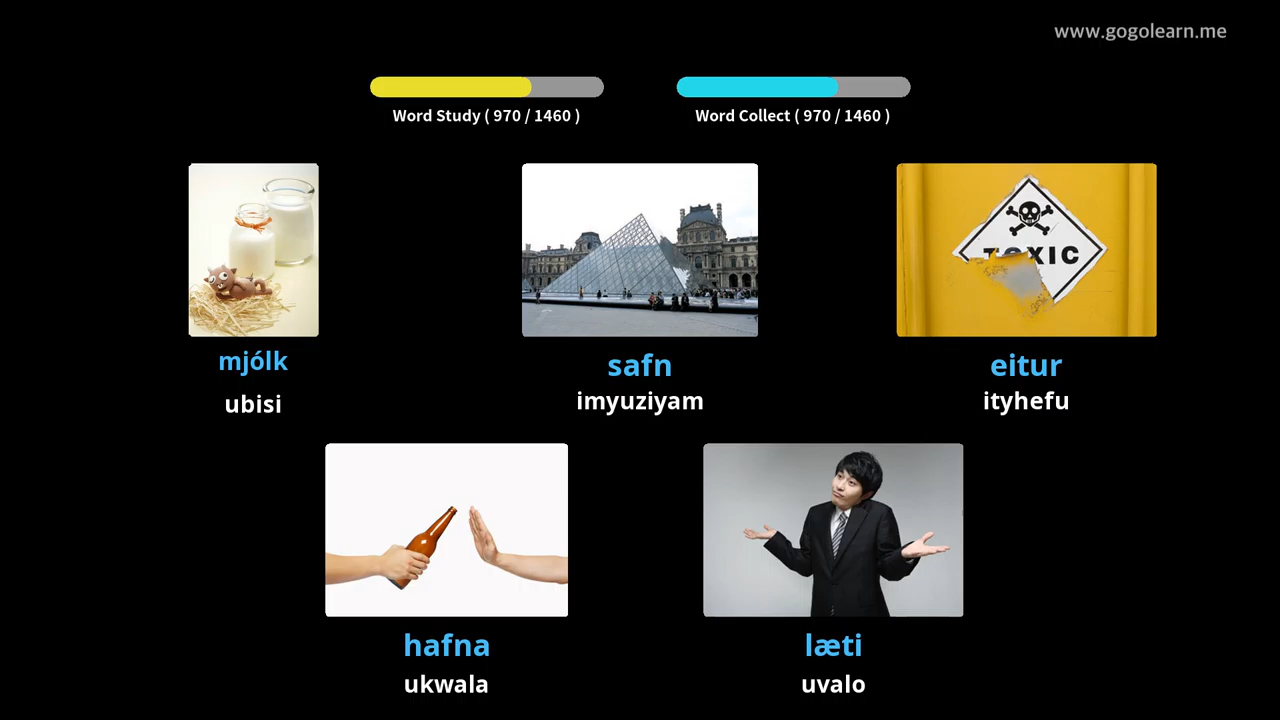 www.gogolearn.me
Word Study ( 970 / 1460 )
Word Collect ( 970 / 1460 )
TOXIC
mjólk
ubisi
safn
imyuziyam
eitur
ityhefu
hafna
ukwala
læti
uvalo